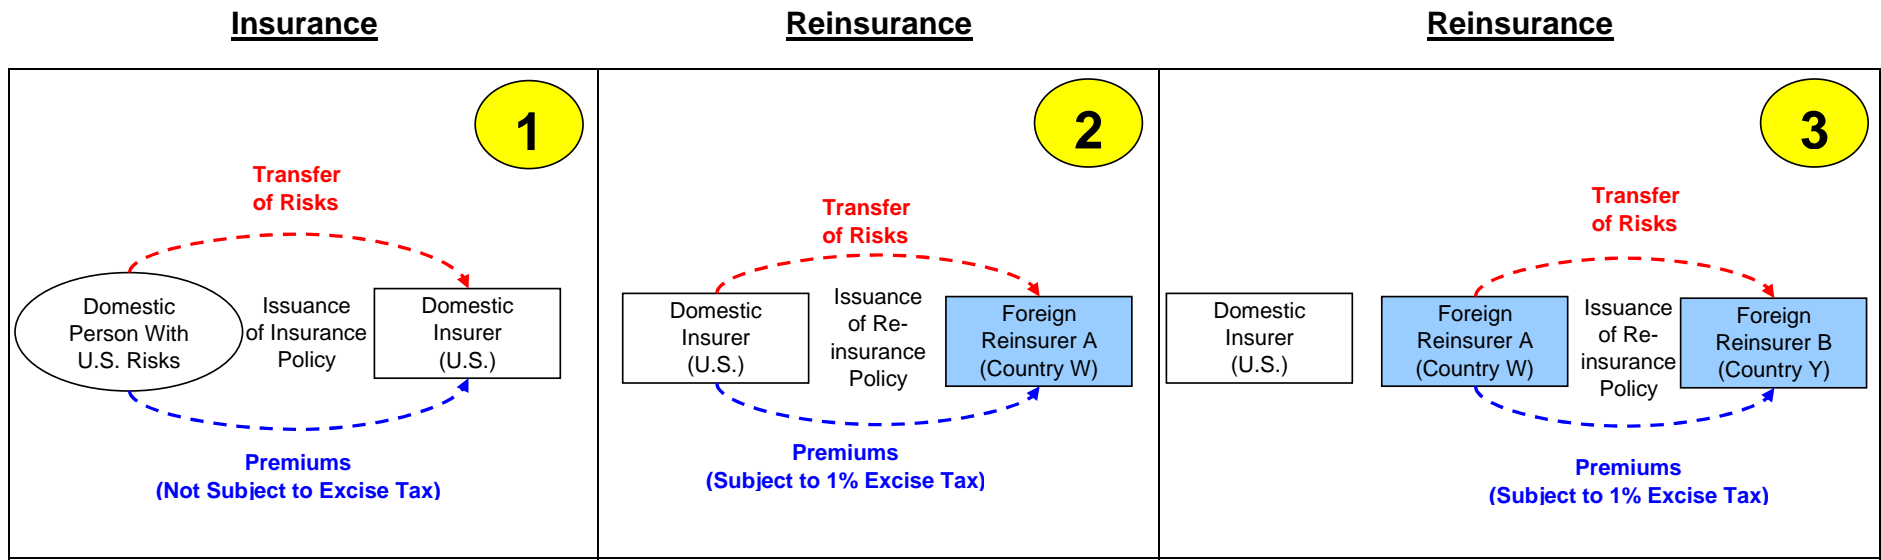 Insurance
Reinsurance
Reinsurance
1
Transfer
of Risks
Domestic
Person With
U.S. Risks
Issuance
of Insurance
Policy
Domestic
Insurer
(U.S.)
Premiums
(Not Subject to Excise Tax)
2
Transfer
of Risks
Domestic
Insurer
(U.S.)
Issuance
of Re-
insurance
Policy
Foreign
Reinsurer A
(Country W)
Premiums
(Subject to 1% Excise Tax)
3
Transfer
of Risks
Domestic
Insurer
(U.S.)
Foreign
Reinsurer A
(Country W)
Issuance
of Re-
insurance
Policy
Foreign
Reinsurer B
(Country Y)
Premiums
(Subject to 1% Excise Tax)